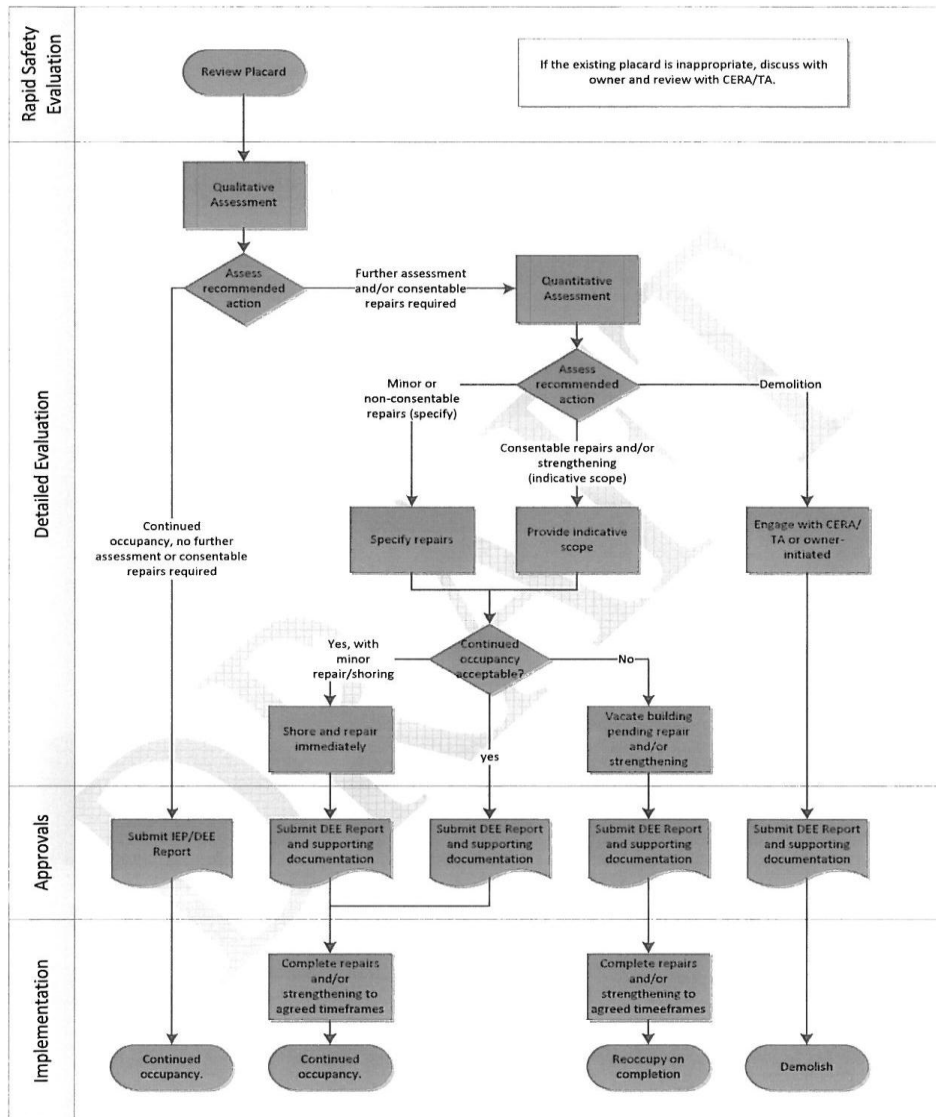 Rapid Safety
Evaluation
Review Placard
If the existing placard is inappropriate, discuss with
owner and review with CERA/TA.
Detailed Evaluation
Qualitative
Assessment
Assess
recommended
action
Further assessment
and/or consentable
repairs required
Quantitative
Assessment
Assess
recommended
action
Minor or
non-consentable
repairs (specify)
Demolition
Consentable repairs and/or
strengthening
(indicative scope)
Continued
occupancy, no further
assessment or consentable
repairs required
Specify repairs
Provide indicative
scope
Engage with CERA/
TA or owner-
initiated
Yes, with
minor
repair/shoring
Continued
occupancy
acceptable?
No
Shore and repair
immediately
yes
Vacate building
pending repair
and/or
strengthening
Approvals
Submit IEP/DEE
Report
Submit DEE Report
and supporting
documentation
Submit DEE Report
and supporting
documentation
Submit DEE Report
and supporting
documentation
Submit DEE Report
and supporting
documentation
Implementation
Complete repairs
and/or
strengthening to
agreed timeframes
Complete repairs
and/or
strengthening to
agreed timeeframes
Continued
occupancy.
Continued
occupancy.
Reoccupy on
completion
Demolish
DRAFT